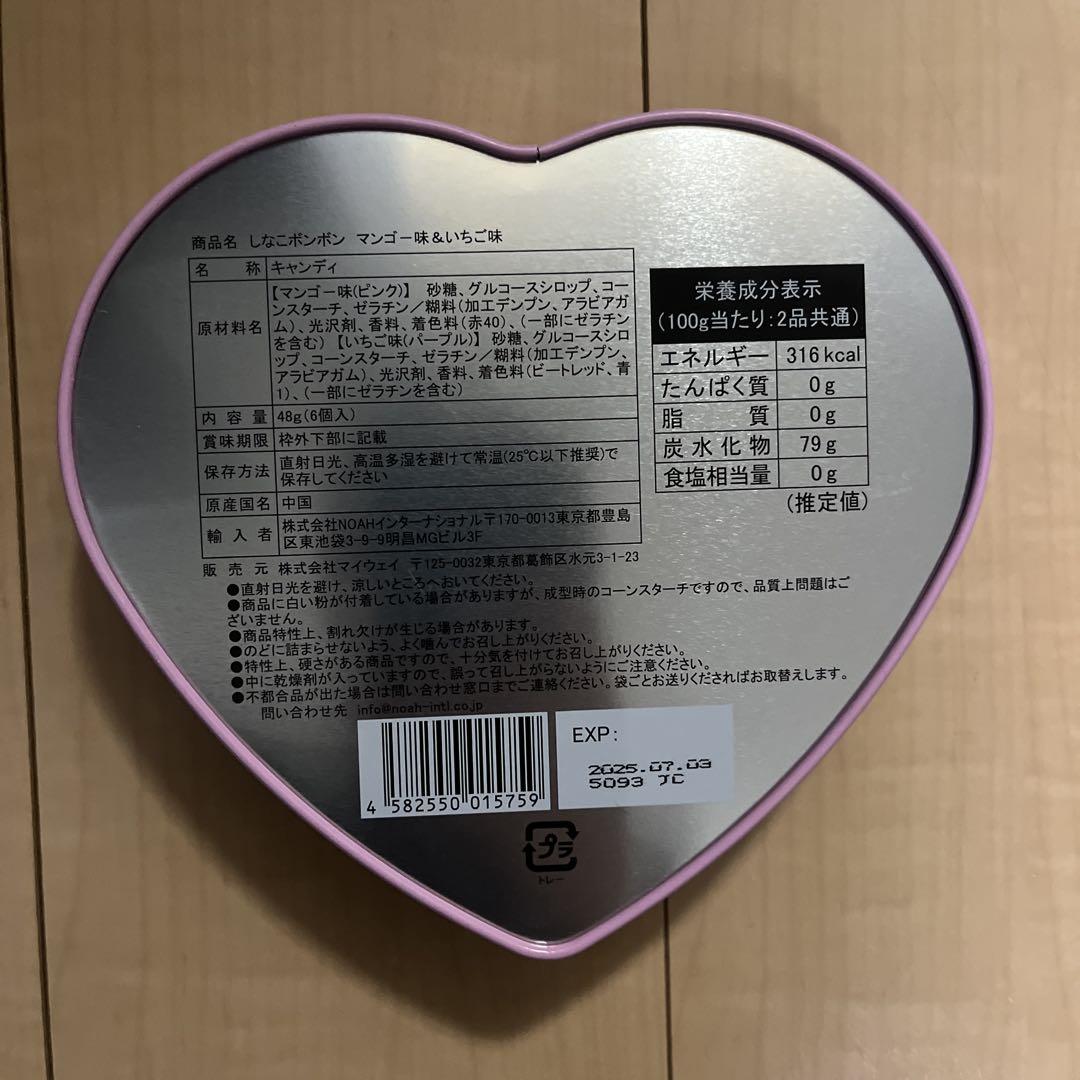 商品名 しなこボンボン マンゴー味&いちご味
名称 キャンディ
原材料名 【マンゴー味(ピンク)】 砂糖、グルコースシロップ、コー
ンスターチ、ゼラチン/糊料(加工デンプン、アラビアガ
ム)、光沢剤、香料、着色料(赤40)、(一部にゼラチン
を含む)【いちご味(パープル)】 砂糖、グルコースシロ
ップ、コーンスターチ、ゼラチン/糊料(加工デンプン、
アラビアガム)、光沢剤、香料、着色料(ビートレッド、青
1)、(一部にゼラチンを含む)
内容量 48g(6個入)
賞味期限 枠外下部に記載
保存方法 直射日光、高温多湿を避けて常温(25℃以下推奨)で
保存してください
原産国名 中国
輸入者 株式会社NOAHインターナショナル〒170-0013東京都豊島
区東池袋3-9-9明昌MGビル3F
販売元 株式会社マイウェイ 〒125-0032東京都葛飾区水元3-1-23
●直射日光を避け、涼しいところへおいてください。
●商品に白い粉が付着している場合がありますが、成型時のコーンスターチですので、品質上問題はご
ざいません。
●商品特性上、割れ欠けが生じる場合があります。
●のどに詰まらせないよう、よく噛んでお召し上がりください。
●特性上、硬さがある商品ですので、十分気を付けてお召し上がりください。
●中に乾燥剤が入っていますので、誤って召し上がらないようにご注意ください。
●不都合品が出た場合は問い合わせ窓口までご連絡ください。袋ごとお送りくださればお取替えします。
問い合わせ先 info@noah-intl.co.jp
栄養成分表示
(100g当たり:2品共通)
エネルギー 316kcal
たんぱく質 0g
脂質 0g
炭水化物 79g
食塩相当量 0g
(推定値)
4 582550 015759
EXP:
2025.07.03
5093 JC
プラ
トレー